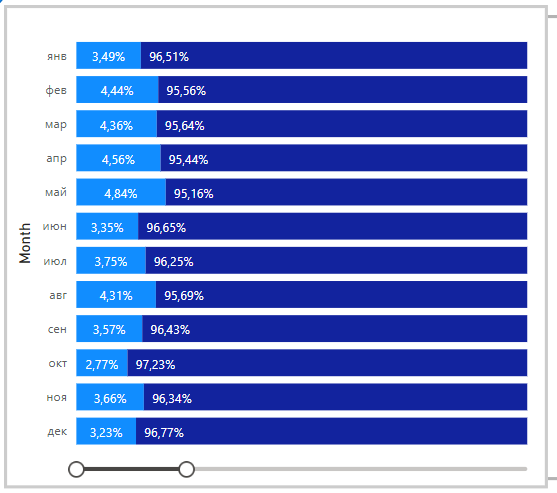 Month
янв 3,49% 96,51%
фев 4,44% 95,56%
мар 4,36% 95,64%
апр 4,56% 95,44%
май 4,84% 95,16%
июн 3,35% 96,65%
июл 3,75% 96,25%
авг 4,31% 95,69%
сен 3,57% 96,43%
окт 2,77% 97,23%
ноя 3,66% 96,34%
дек 3,23% 96,77%